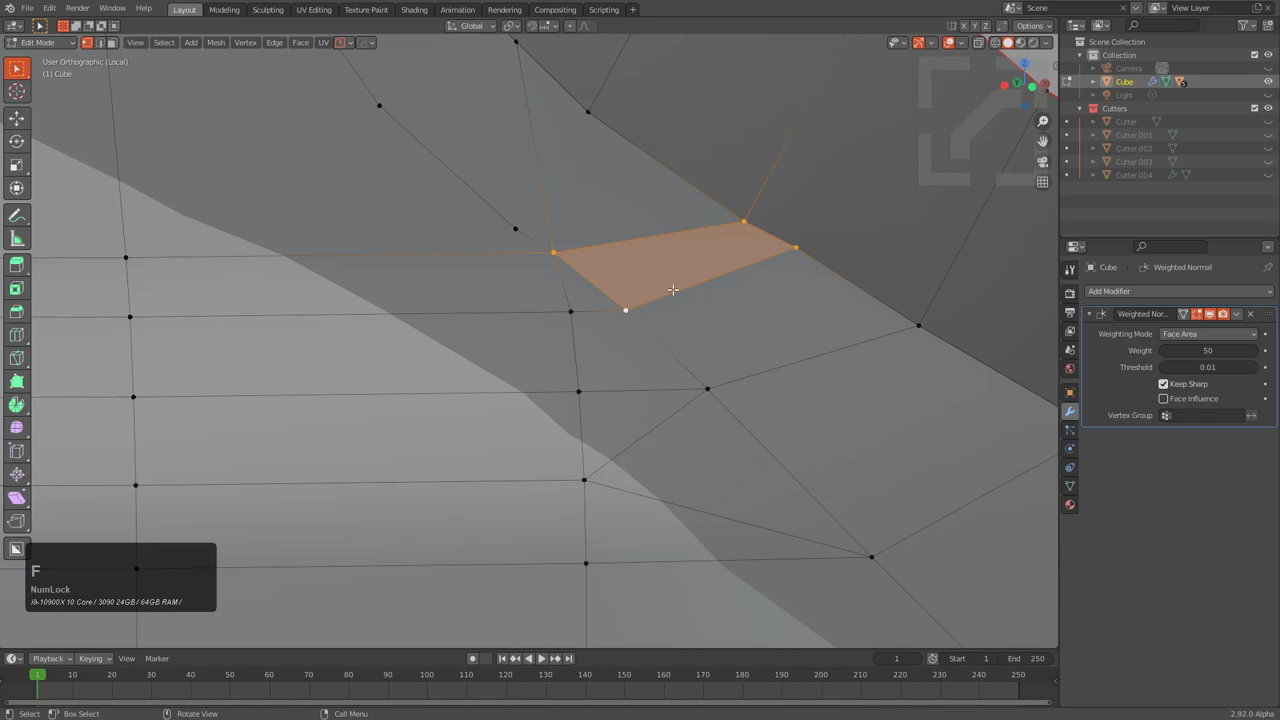 File Edit Render Window Help Layout Modeling Sculpting UV Editing Texture Paint Shading Animation Rendering Compositing Scripting + Scene View Layer
Global Options
Edit Mode View Select Add Mesh Vertex Edge Face UV
User Orthographic (Local)
(1) Cube
Z
Y
Scene Collection
Collection
Camera
Cube
Light
Cutters
Cutter
Cutter.001
Cutter.002
Cutter.003
Cutter.004
Cube Weighted Normal
Add Modifier
Weighted Nor...
Weighting Mode Face Area
Weight 50
Threshold 0.01
Keep Sharp
Face Influence
Vertex Group
F
NumLock
i9-10900X 10 Core / 3090 24GB / 64GB RAM /
Playback Keying View Marker 1 Start 1 End 250
1 10 20 30 40 50 60 70 80 90 100 110 120 130 140 150 160 170 180 190 200 210 220 230 240 250
Select Box Select Rotate View Call Menu 2.92.0 Alpha